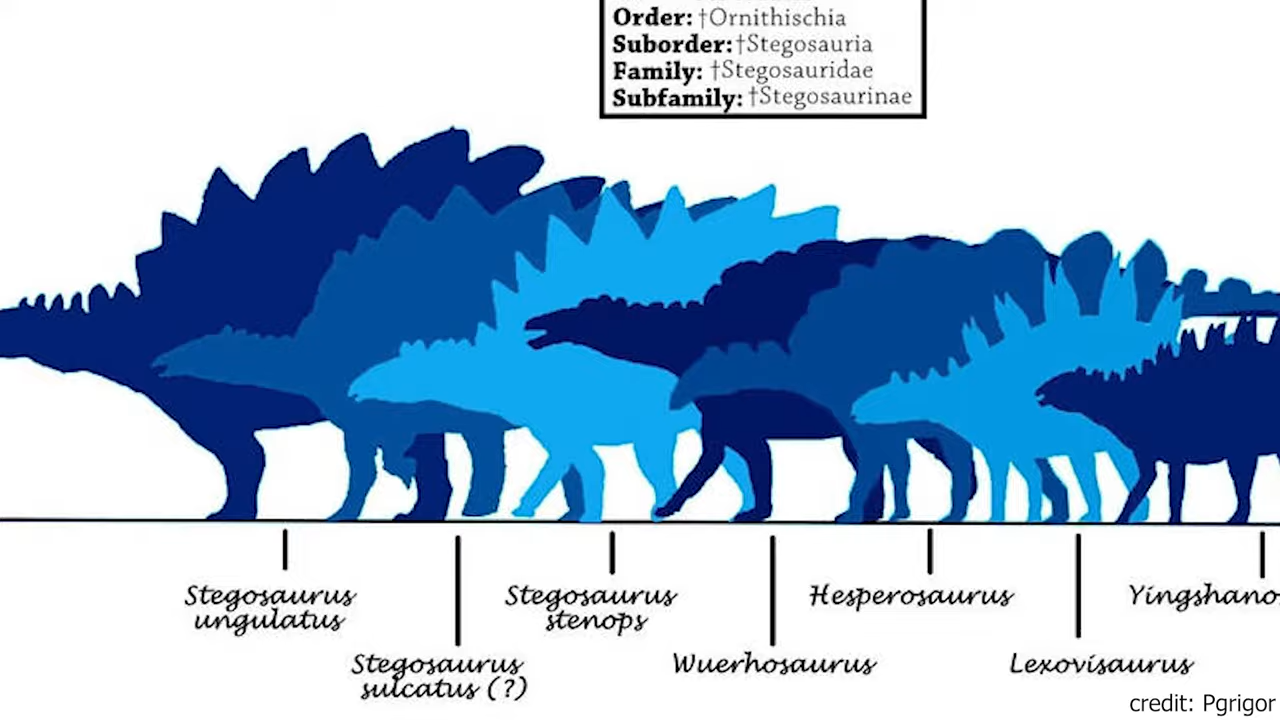 Order: †Ornithischia
Suborder:†Stegosauria
Family: †Stegosauridae
Subfamily: †Stegosaurinae
Stegosaurus
ungulatus
Stegosaurus
sulcatus (?)
Stegosaurus
stenops
Wuerhosaurus
Hesperosaurus
Lexovisaurus
Yingshano
credit: Pgrigor